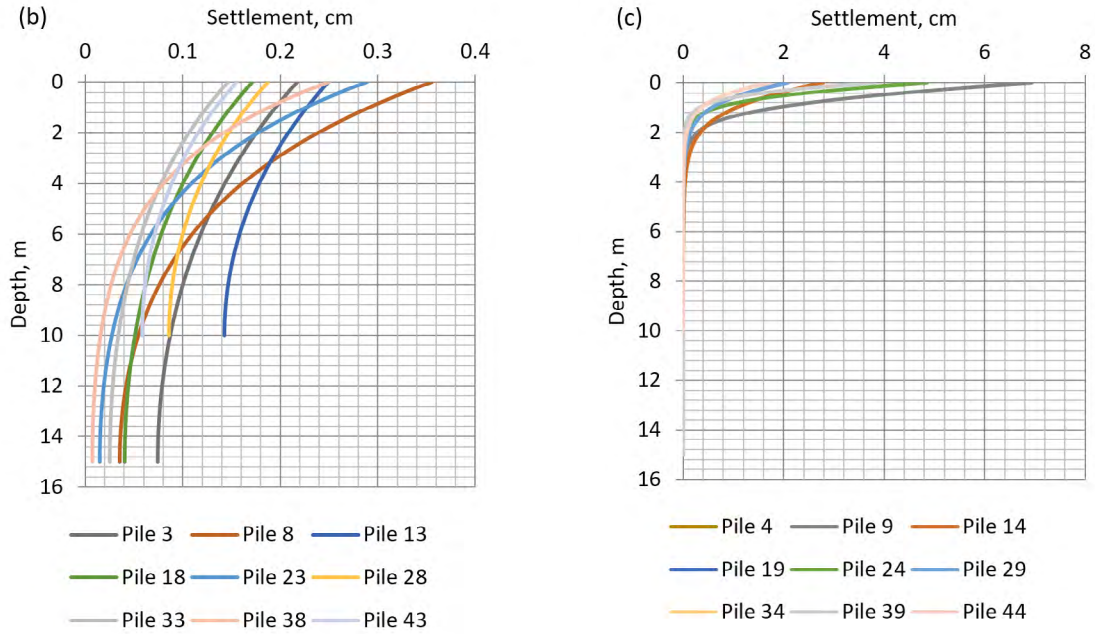 (b)
Settlement, cm
0 0.1 0.2 0.3 0.4
0
2
4
6
8
10
12
14
16
Depth, m
Pile 3 Pile 8 Pile 13
Pile 18 Pile 23 Pile 28
Pile 33 Pile 38 Pile 43
(c)
Settlement, cm
0 2 4 6 8
0
2
4
6
8
10
12
14
16
Depth, m
Pile 4 Pile 9 Pile 14
Pile 19 Pile 24 Pile 29
Pile 34 Pile 39 Pile 44